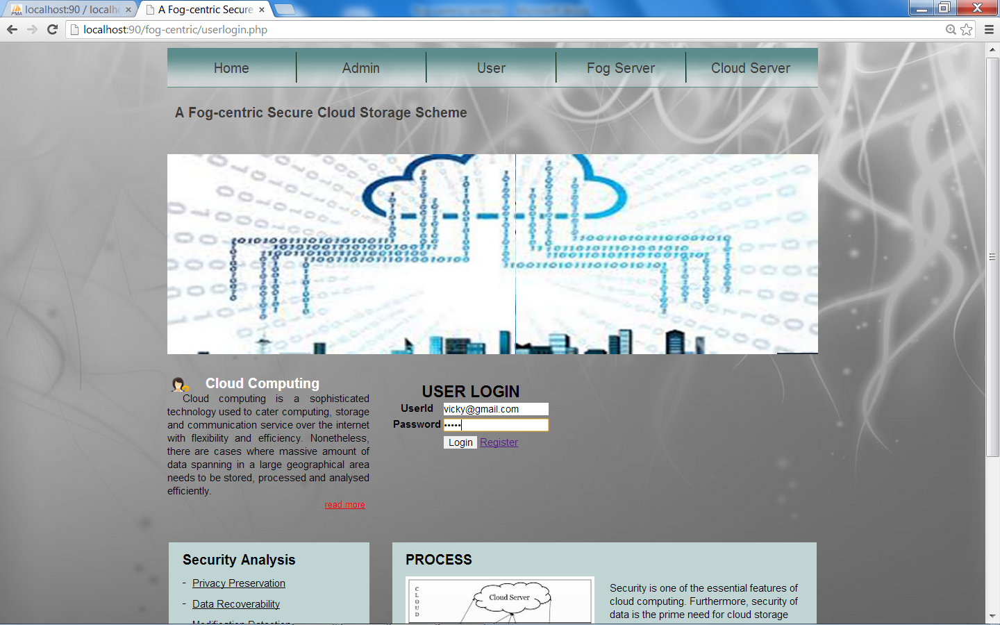 localhost:90 / localh
A Fog-centric Secure
localhost:90/fog-centric/userlogin.php
Home
Admin
User
Fog Server
Cloud Server
A Fog-centric Secure Cloud Storage Scheme
Cloud Computing
Cloud computing is a sophisticated
technology used to cater computing, storage
and communication service over the internet
with flexibility and efficiency. Nonetheless,
there are cases where massive amount of
data spanning in a large geographical area
needs to be stored, processed and analysed
efficiently.
read more
USER LOGIN
UserId vicky@gmail.com
Password •••••
Login Register
Security Analysis
- Privacy Preservation
- Data Recoverability
- Modification Detection
PROCESS
CLOUD
Cloud Server
Security is one of the essential features of
cloud computing. Furthermore, security of
data is the prime need for cloud storage